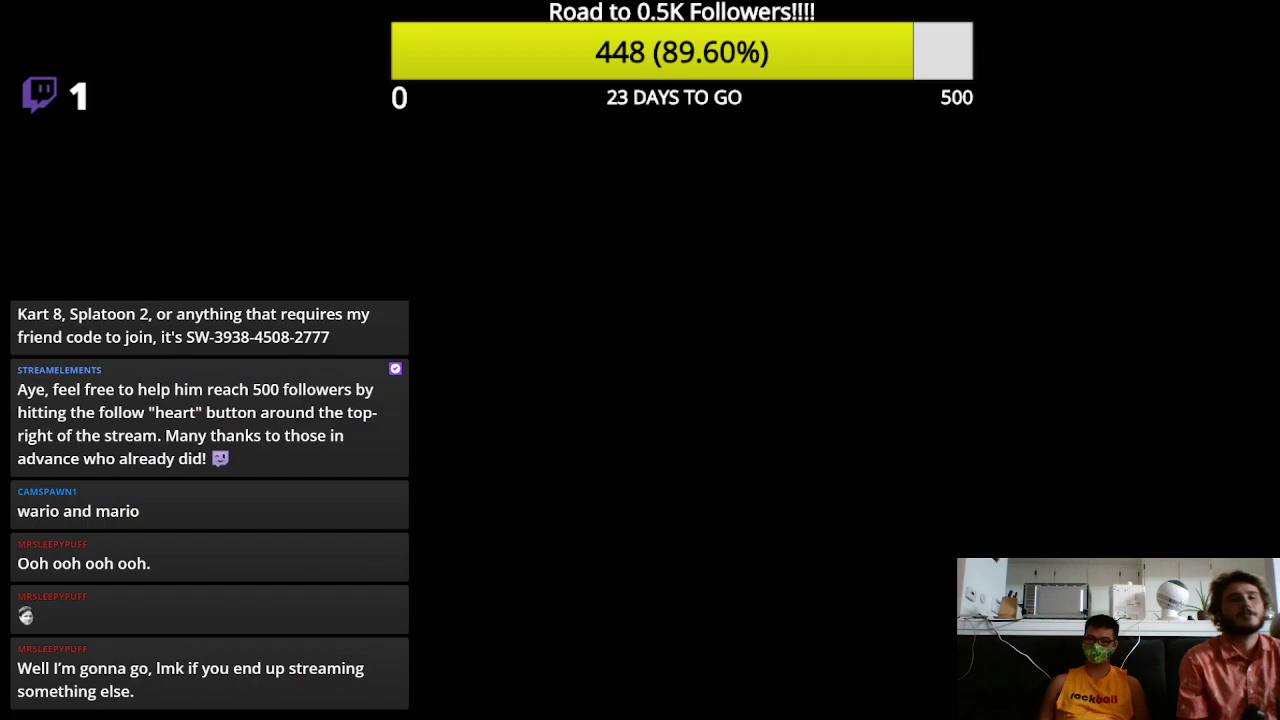 Road to 0.5K Followers!!!!
448 (89.60%)
1
0
23 DAYS TO GO
500
Kart 8, Splatoon 2, or anything that requires my
friend code to join, it's SW-3938-4508-2777
STREAMELEMENTS
Aye, feel free to help him reach 500 followers by
hitting the follow "heart" button around the top-
right of the stream. Many thanks to those in
advance who already did!
CAMSPAWN1
wario and mario
MRSLEEPYPUFF
Ooh ooh ooh ooh.
MRSLEEPYPUFF
MRSLEEPYPUFF
Well I'm gonna go, lmk if you end up streaming
something else.